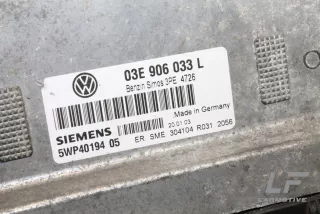 03E 906 033 L
Benzin Simos 3PE 4726
Made in Germany
SIEMENS
20.01.03
5WP40194 05
ER SME 304104 R031 2056
LF
CARMOTIVE